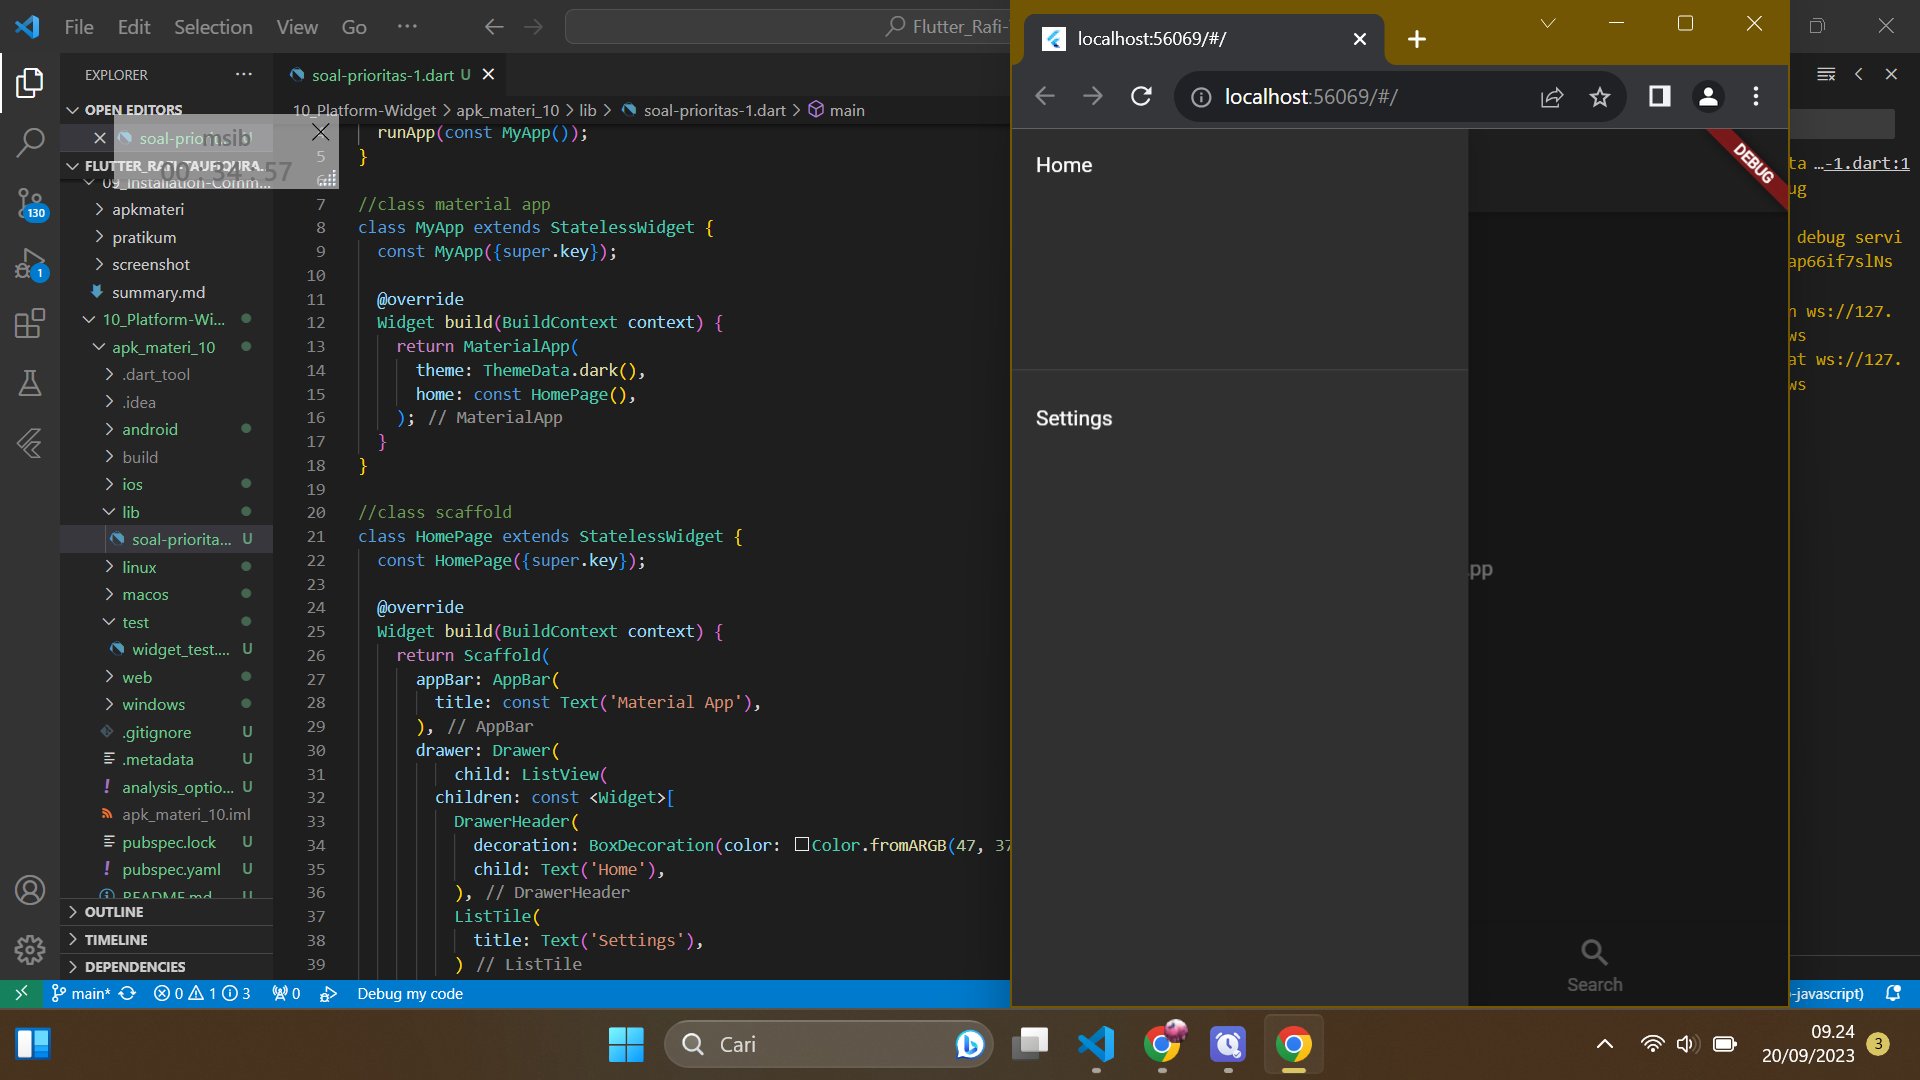 File Edit Selection View Go ···
Flutter_Rafi-
EXPLORER
OPEN EDITORS
soal-priorit...
msib
00 : 34 : 57
FLUTTER_RAFI-TAUFIQURA...
09_Installation-Comm...
apkmateri
pratikum
screenshot
summary.md
10_Platform-Wi...
apk_materi_10
.dart_tool
.idea
android
build
ios
lib
soal-priorita... U
linux
macos
test
widget_test.... U
web
windows
.gitignore U
.metadata U
analysis_optio... U
apk_materi_10.iml
pubspec.lock U
pubspec.yaml U
README.md U
OUTLINE
TIMELINE
DEPENDENCIES
130
1
soal-prioritas-1.dart U
10_Platform-Widget > apk_materi_10 > lib > soal-prioritas-1.dart > main
runApp(const MyApp());
5 }
6
7 //class material app
8 class MyApp extends StatelessWidget {
9 const MyApp({super.key});
10
11 @override
12 Widget build(BuildContext context) {
13 return MaterialApp(
14 theme: ThemeData.dark(),
15 home: const HomePage(),
16 ); // MaterialApp
17 }
18 }
19
20 //class scaffold
21 class HomePage extends StatelessWidget {
22 const HomePage({super.key});
23
24 @override
25 Widget build(BuildContext context) {
26 return Scaffold(
27 appBar: AppBar(
28 title: const Text('Material App'),
29 ), // AppBar
30 drawer: Drawer(
31 child: ListView(
32 children: const <Widget>[
33 DrawerHeader(
34 decoration: BoxDecoration(color: Color.fromARGB(47, 37
35 child: Text('Home'),
36 ), // DrawerHeader
37 ListTile(
38 title: Text('Settings'),
39 ) // ListTile
localhost:56069/#/
localhost:56069/#/
Home
Settings
DEBUG
pp
Search
ta ...-1.dart:1
ug
debug servi
ap66if7slNs
n ws://127.
ws
at ws://127.
ws
main* 0 1 3 0 Debug my code
-javascript)
Cari
09.24
20/09/2023
3